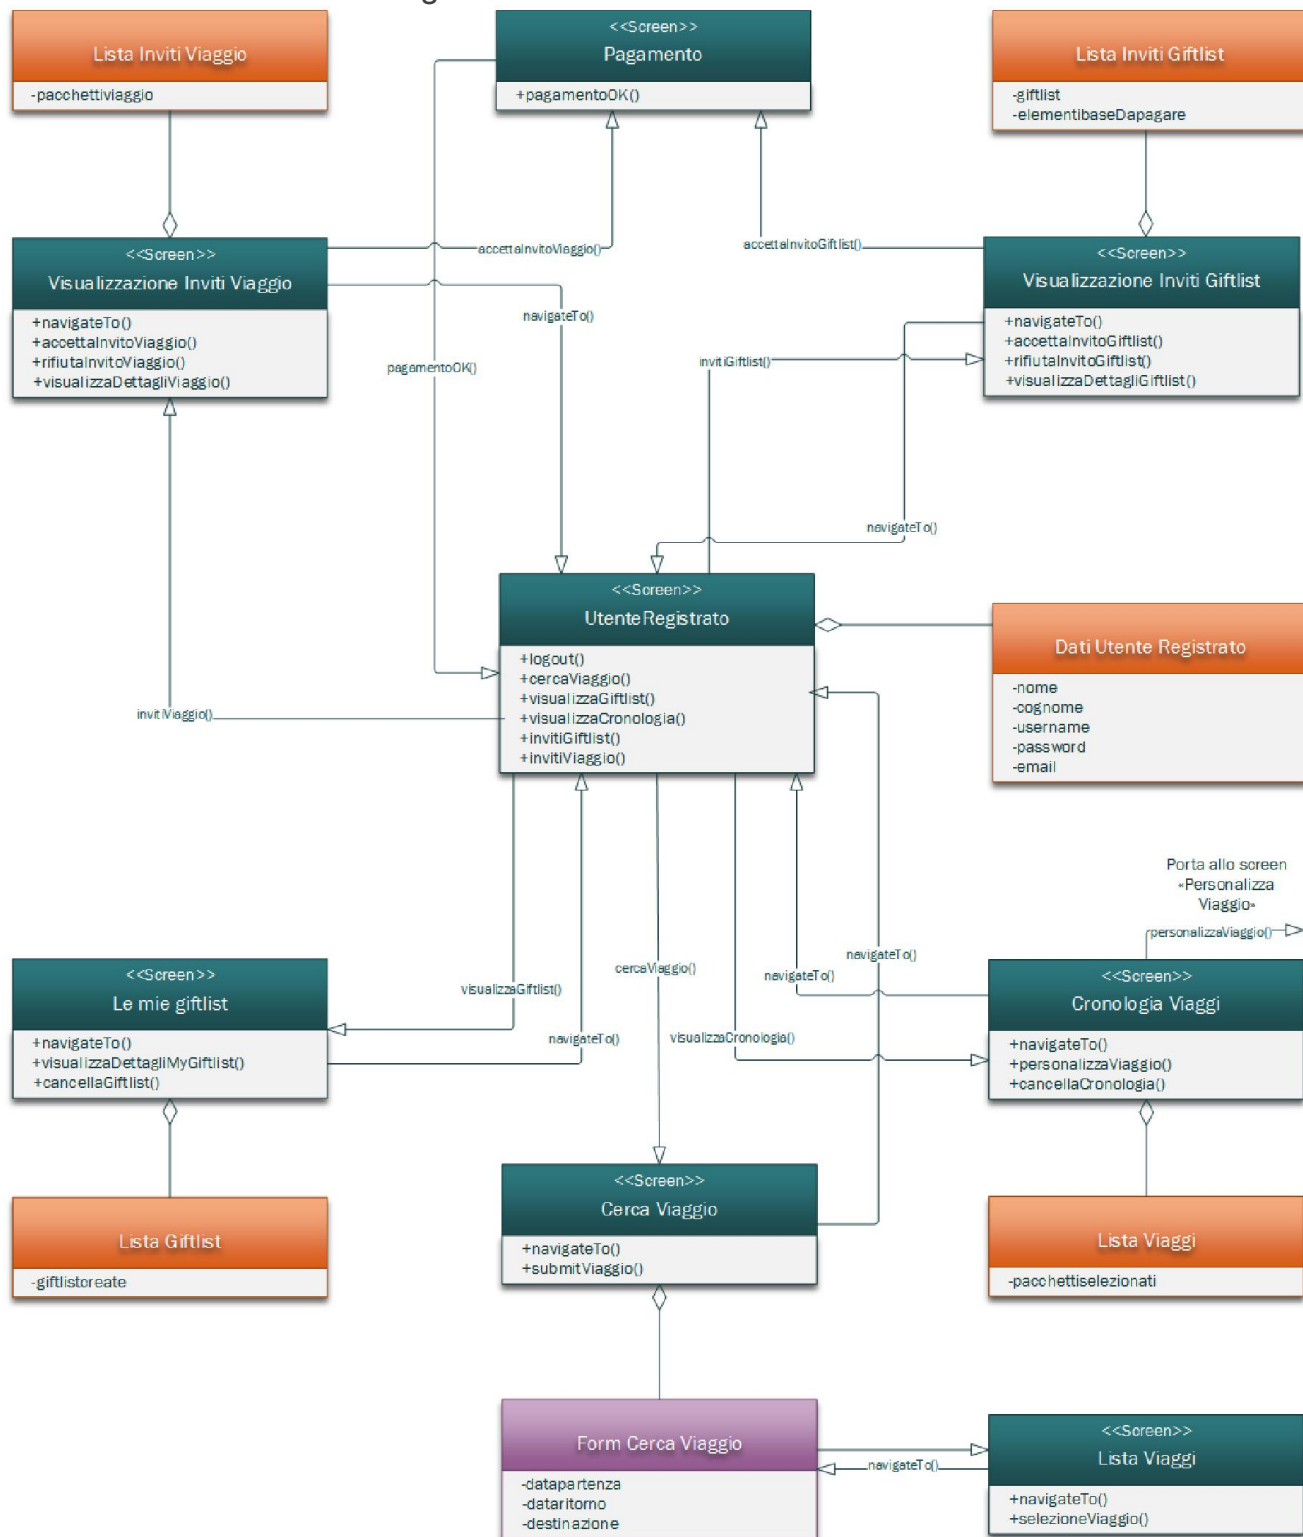 <<Screen>>
Pagamento
+pagamentoOK()
Lista Inviti Viaggio
-pacchettiviaggio
Lista Inviti Giftlist
-giftlist
-elementibaseDapagare
<<Screen>>
Visualizzazione Inviti Viaggio
+navigateTo()
+accettaInvitoViaggio()
+rifiutaInvitoViaggio()
+visualizzaDettagliViaggio()
accettaInvitoViaggio()
accettaInvitoGiftlist()
<<Screen>>
Visualizzazione Inviti Giftlist
+navigateTo()
+accettaInvitoGiftlist()
+rifiutaInvitoGiftlist()
+visualizzaDettagliGiftlist()
navigateTo()
pagamentoOK()
invitiGiftlist()
navigateTo()
<<Screen>>
UtenteRegistrato
+logout()
+cercaViaggio()
+visualizzaGiftlist()
+visualizzaCronologia()
+invitiGiftlist()
+invitiViaggio()
Dati Utente Registrato
-nome
-cognome
-username
-password
-email
invitiViaggio()
Porta allo screen
«Personalizza
Viaggio»
personalizzaViaggio()
<<Screen>>
Le mie giftlist
+navigateTo()
+visualizzaDettagliMyGiftlist()
+cancellaGiftlist()
visualizzaGiftlist()
navigateTo()
cercaViaggio()
visualizzaCronologia()
navigateTo()
navigateTo()
<<Screen>>
Cronologia Viaggi
+navigateTo()
+personalizzaViaggio()
+cancellaCronologia()
<<Screen>>
Cerca Viaggio
+navigateTo()
+submitViaggio()
Lista Giftlist
-giftlistcreate
Lista Viaggi
-pacchettiselezionati
Form Cerca Viaggio
-datapartenza
-dataritorno
-destinazione
navigateTo()
<<Screen>>
Lista Viaggi
+navigateTo()
+selezioneViaggio()